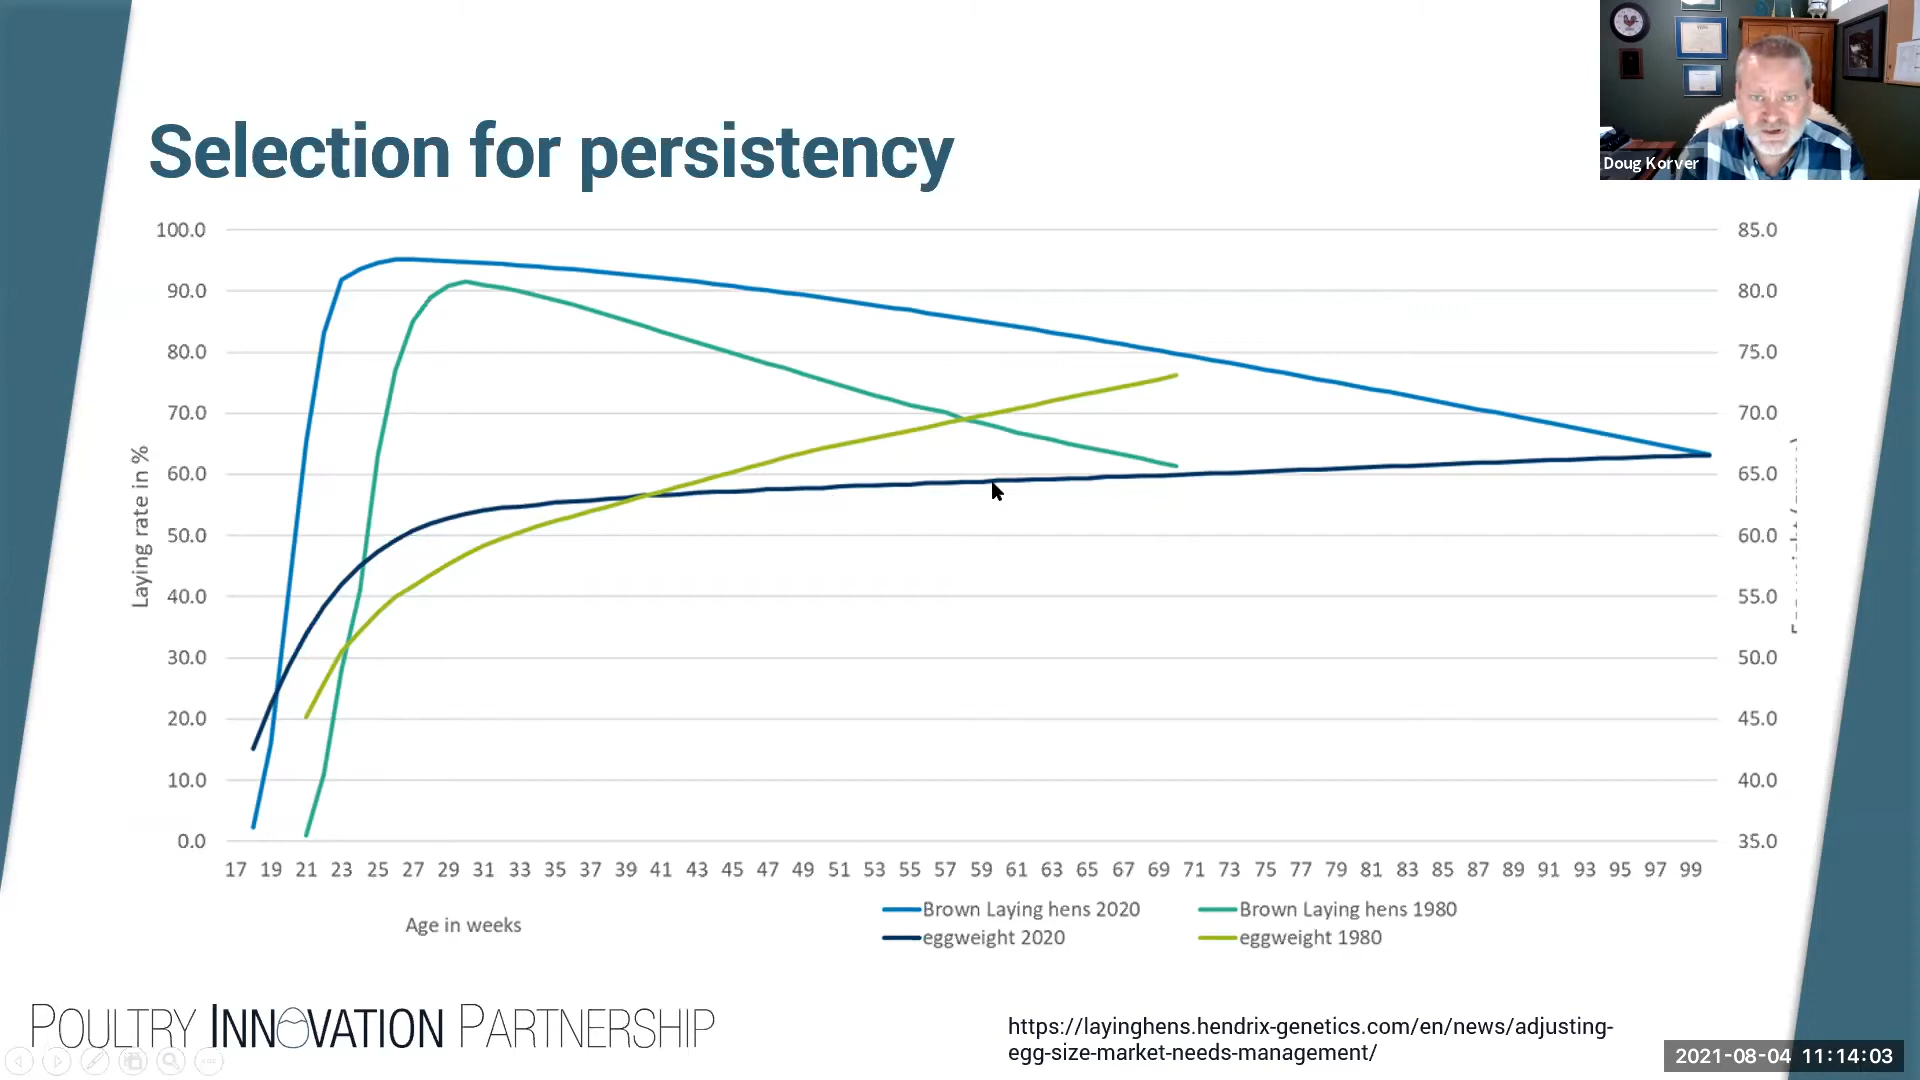 Doug Korver
Selection for persistency
100.0
90.0
80.0
70.0
60.0
50.0
40.0
30.0
20.0
10.0
0.0
Laying rate in %
85.0
80.0
75.0
70.0
65.0
60.0
55.0
50.0
45.0
40.0
35.0
17 19 21 23 25 27 29 31 33 35 37 39 41 43 45 47 49 51 53 55 57 59 61 63 65 67 69 71 73 75 77 79 81 83 85 87 89 91 93 95 97 99
Age in weeks
Brown Laying hens 2020 Brown Laying hens 1980
eggweight 2020 eggweight 1980
POULTRY INNOVATION PARTNERSHIP
https://layinghens.hendrix-genetics.com/en/news/adjusting-
egg-size-market-needs-management/
2021-08-04 11:14:03